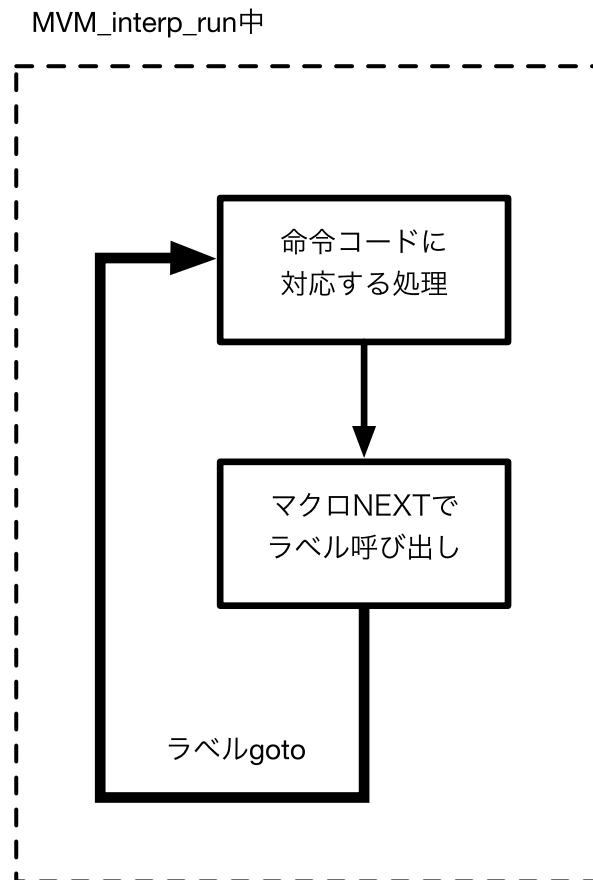 MVM_interp_run中
命令コードに
対応する処理
マクロNEXTで
ラベル呼び出し
ラベルgoto